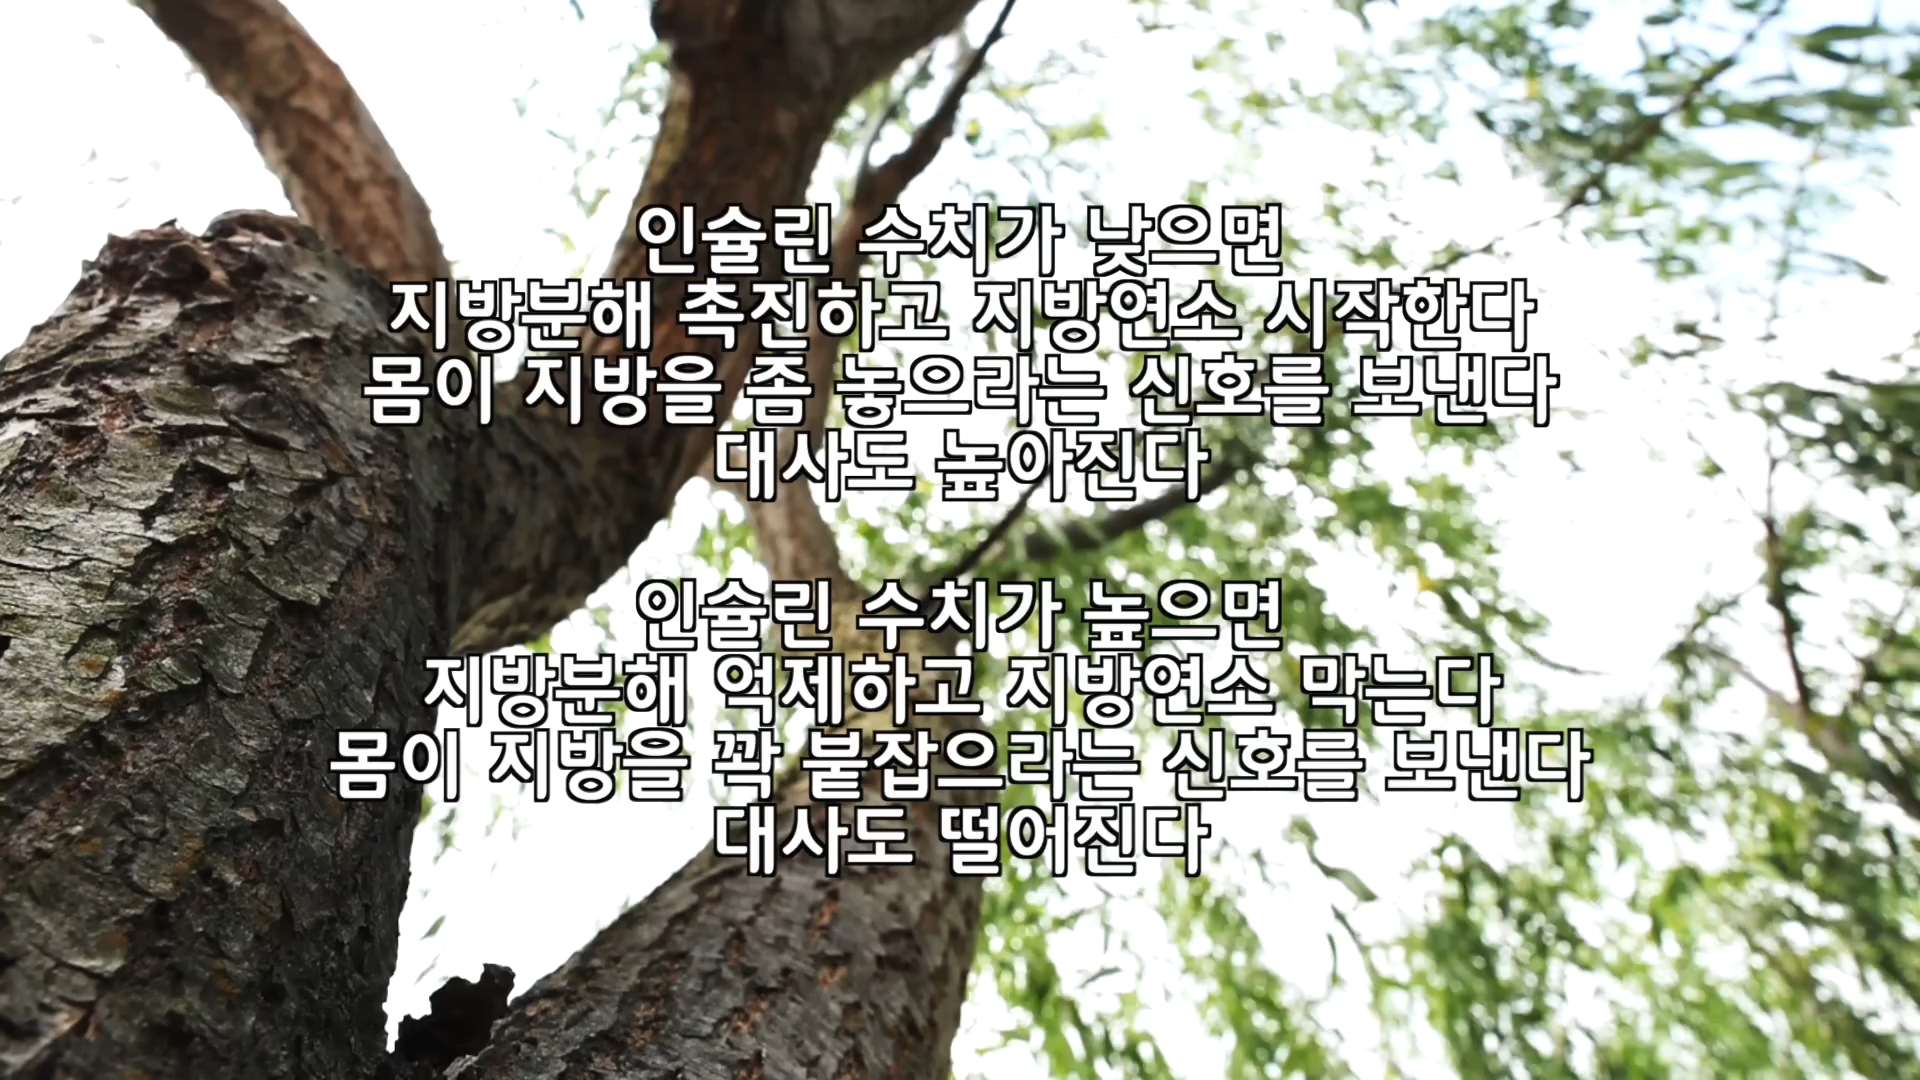 인슐린 수치가 낮으면
지방분해 촉진하고 지방연소 시작한다
몸이 지방을 좀 놓으라는 신호를 보낸다
대사도 높아진다
인슐린 수치가 높으면
지방분해 억제하고 지방연소 막는다
몸이 지방을 꽉 붙잡으라는 신호를 보낸다
대사도 떨어진다